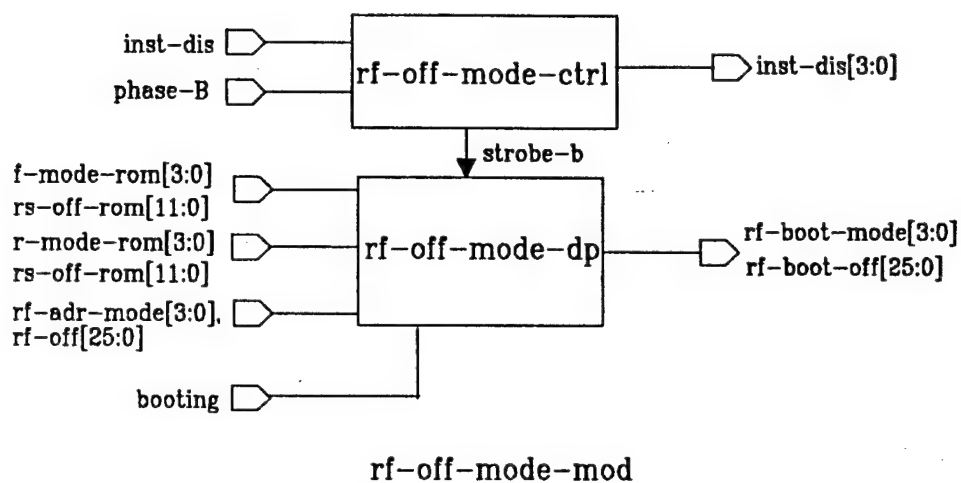 inst-dis
rf-off-mode-ctrl
inst-dis[3:0]
phase-B
strobe-b
f-mode-rom[3:0]
rs-off-rom[11:0]
r-mode-rom[3:0]
rs-off-rom[11:0]
rf-off-mode-dp
rf-boot-mode[3:0]
rf-boot-off[25:0]
rf-adr-mode[3:0],
rf-off[25:0]
booting
rf-off-mode-mod